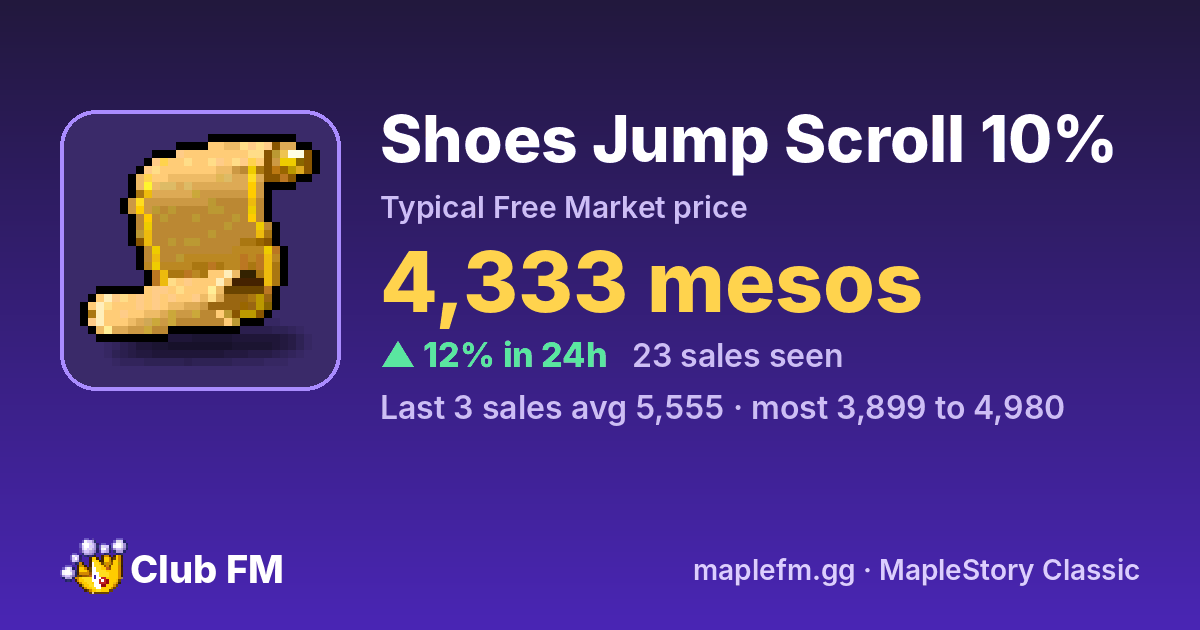 Shoes Jump Scroll 10%
Typical Free Market price
4,333 mesos
▲ 12% in 24h 23 sales seen
Last 3 sales avg 5,555 · most 3,899 to 4,980
Club FM
maplefm.gg · MapleStory Classic